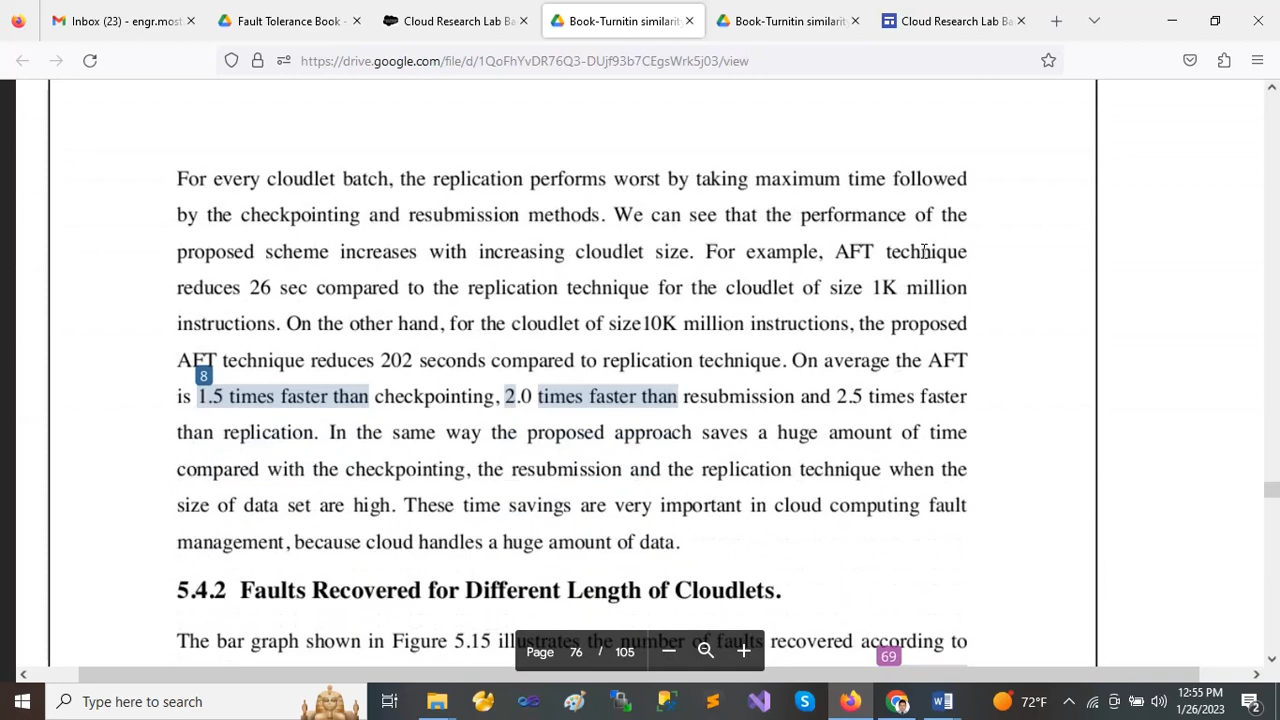 Inbox (23) - engr.most
Fault Tolerance Book -
Cloud Research Lab Ba
Book-Turnitin similarit
Book-Turnitin similarit
Cloud Research Lab Ba
https://drive.google.com/file/d/1QoFhYvDR76Q3-DUjf93b7CEgsWrk5j03/view
For every cloudlet batch, the replication performs worst by taking maximum time followed
by the checkpointing and resubmission methods. We can see that the performance of the
proposed scheme increases with increasing cloudlet size. For example, AFT technique
reduces 26 sec compared to the replication technique for the cloudlet of size 1K million
instructions. On the other hand, for the cloudlet of size10K million instructions, the proposed
AFT technique reduces 202 seconds compared to replication technique. On average the AFT
8
is 1.5 times faster than checkpointing, 2.0 times faster than resubmission and 2.5 times faster
than replication. In the same way the proposed approach saves a huge amount of time
compared with the checkpointing, the resubmission and the replication technique when the
size of data set are high. These time savings are very important in cloud computing fault
management, because cloud handles a huge amount of data.
5.4.2 Faults Recovered for Different Length of Cloudlets.
The bar graph shown in Figure 5.15 illustrates the number of faults recovered according to
69
Page 76 / 105
Type here to search
72°F
12:55 PM
1/26/2023
2